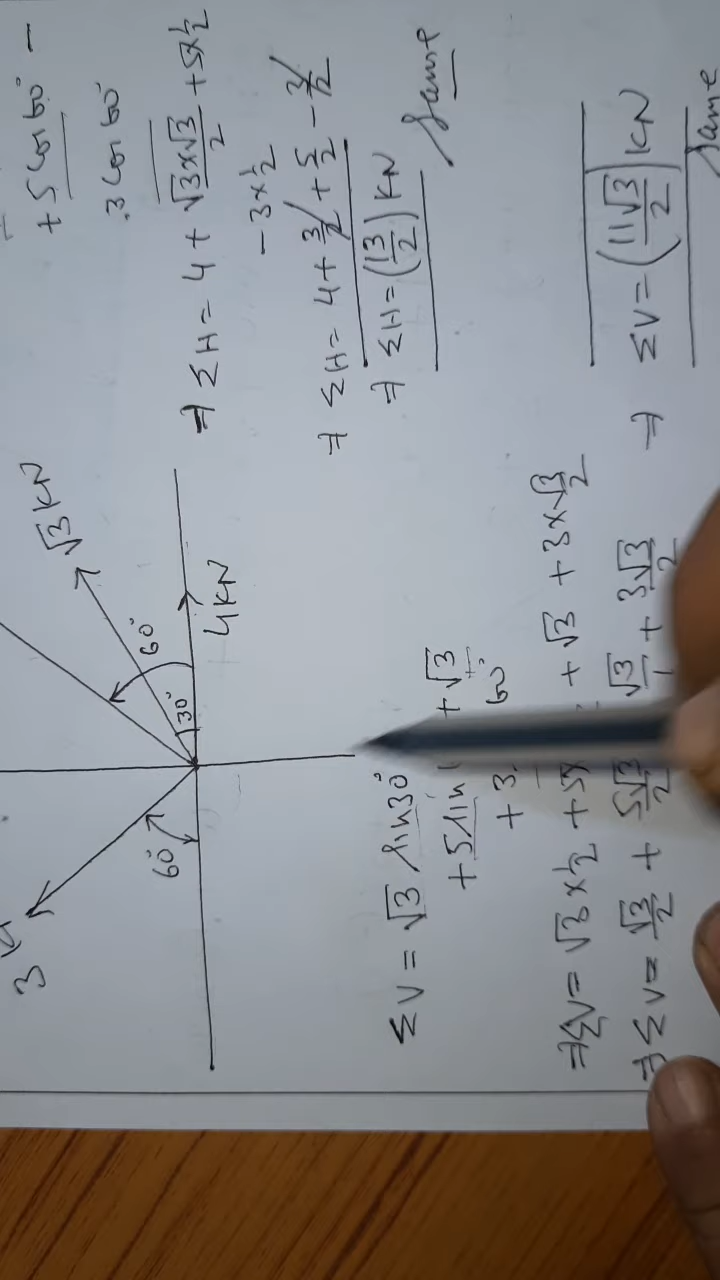 + 5 cos 60° −
3 cos 60°
⇒ ΣH = 4 + √3×√3/2 + 5×1/2
− 3×1/2
⇒ ΣH = 4 + 3/2 + 5/2 − 3/2
⇒ ΣH = (13/2) KN
Same
√3 KN
60°
30°
4KN
3
60°
ΣV = √3 sin30°
+ 5 sin + √3
+ 3. 60°
⇒ ΣV = √3×1/2 + 5× + √3 + 3×√3/2
⇒ ΣV = √3/2 + 5√3/2 √3/1 + 3√3/2
⇒ ΣV = (11√3/2) KN
Same